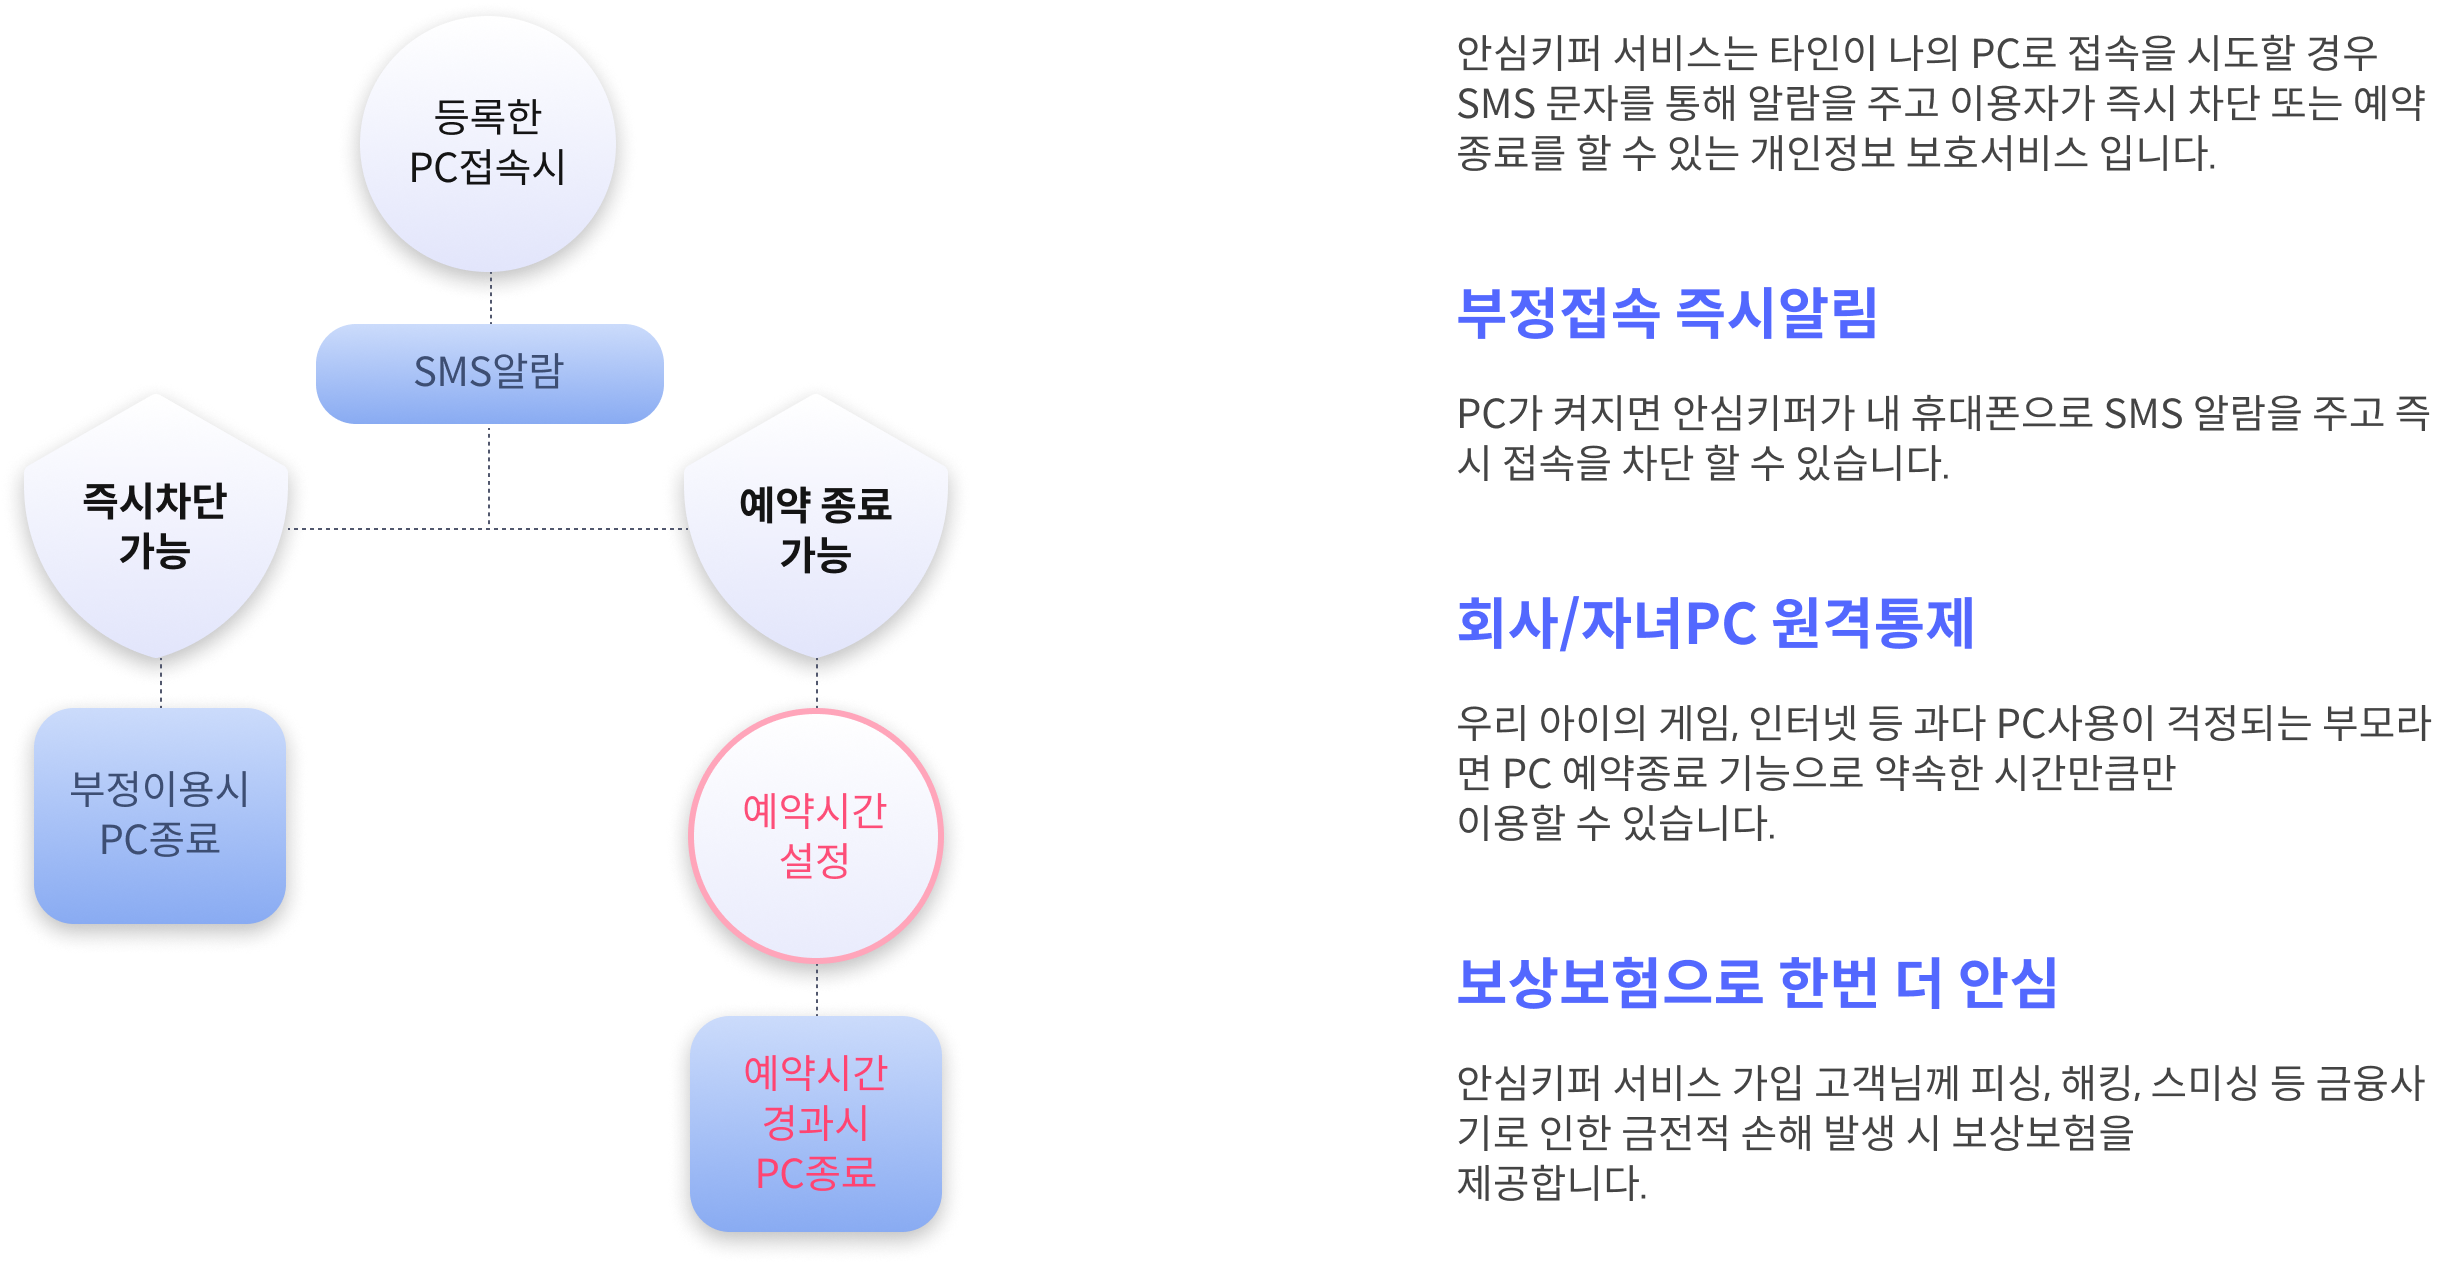 등록한
PC접속시
SMS알람
즉시차단
가능
예약 종료
가능
부정이용시
PC종료
예약시간
설정
예약시간
경과시
PC종료
안심키퍼 서비스는 타인이 나의 PC로 접속을 시도할 경우
SMS 문자를 통해 알람을 주고 이용자가 즉시 차단 또는 예약
종료를 할 수 있는 개인정보 보호서비스 입니다.
부정접속 즉시알림
PC가 켜지면 안심키퍼가 내 휴대폰으로 SMS 알람을 주고 즉
시 접속을 차단 할 수 있습니다.
회사/자녀PC 원격통제
우리 아이의 게임, 인터넷 등 과다 PC사용이 걱정되는 부모라
면 PC 예약종료 기능으로 약속한 시간만큼만
이용할 수 있습니다.
보상보험으로 한번 더 안심
안심키퍼 서비스 가입 고객님께 피싱, 해킹, 스미싱 등 금융사
기로 인한 금전적 손해 발생 시 보상보험을
제공합니다.